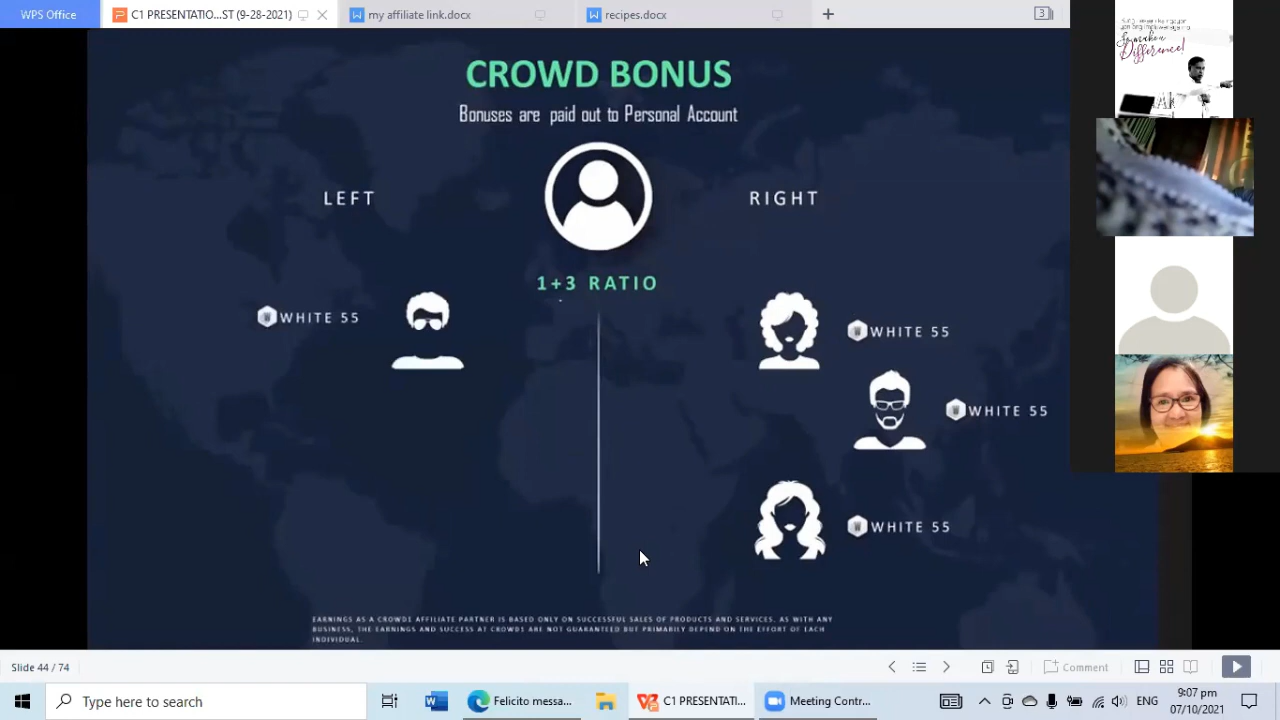 WPS Office
C1 PRESENTATIO...ST (9-28-2021)
my affiliate link.docx
recipes.docx
3
So make a
Difference!
CROWD BONUS
Bonuses are paid out to Personal Account
LEFT
RIGHT
1+3 RATIO
WHITE 55
WHITE 55
WHITE 55
WHITE 55
EARNINGS AS A CROWD1 AFFILIATE PARTNER IS BASED ONLY ON SUCCESSFUL SALES OF PRODUCTS AND SERVICES. AS WITH ANY
BUSINESS, THE EARNINGS AND SUCCESS AT CROWD1 ARE NOT GUARANTEED BUT PRIMARILY DEPEND ON THE EFFORT OF EACH
INDIVIDUAL.
Slide 44 / 74
Comment
Type here to search
Felicito messa...
C1 PRESENTATI...
Meeting Contr...
ENG
9:07 pm
07/10/2021